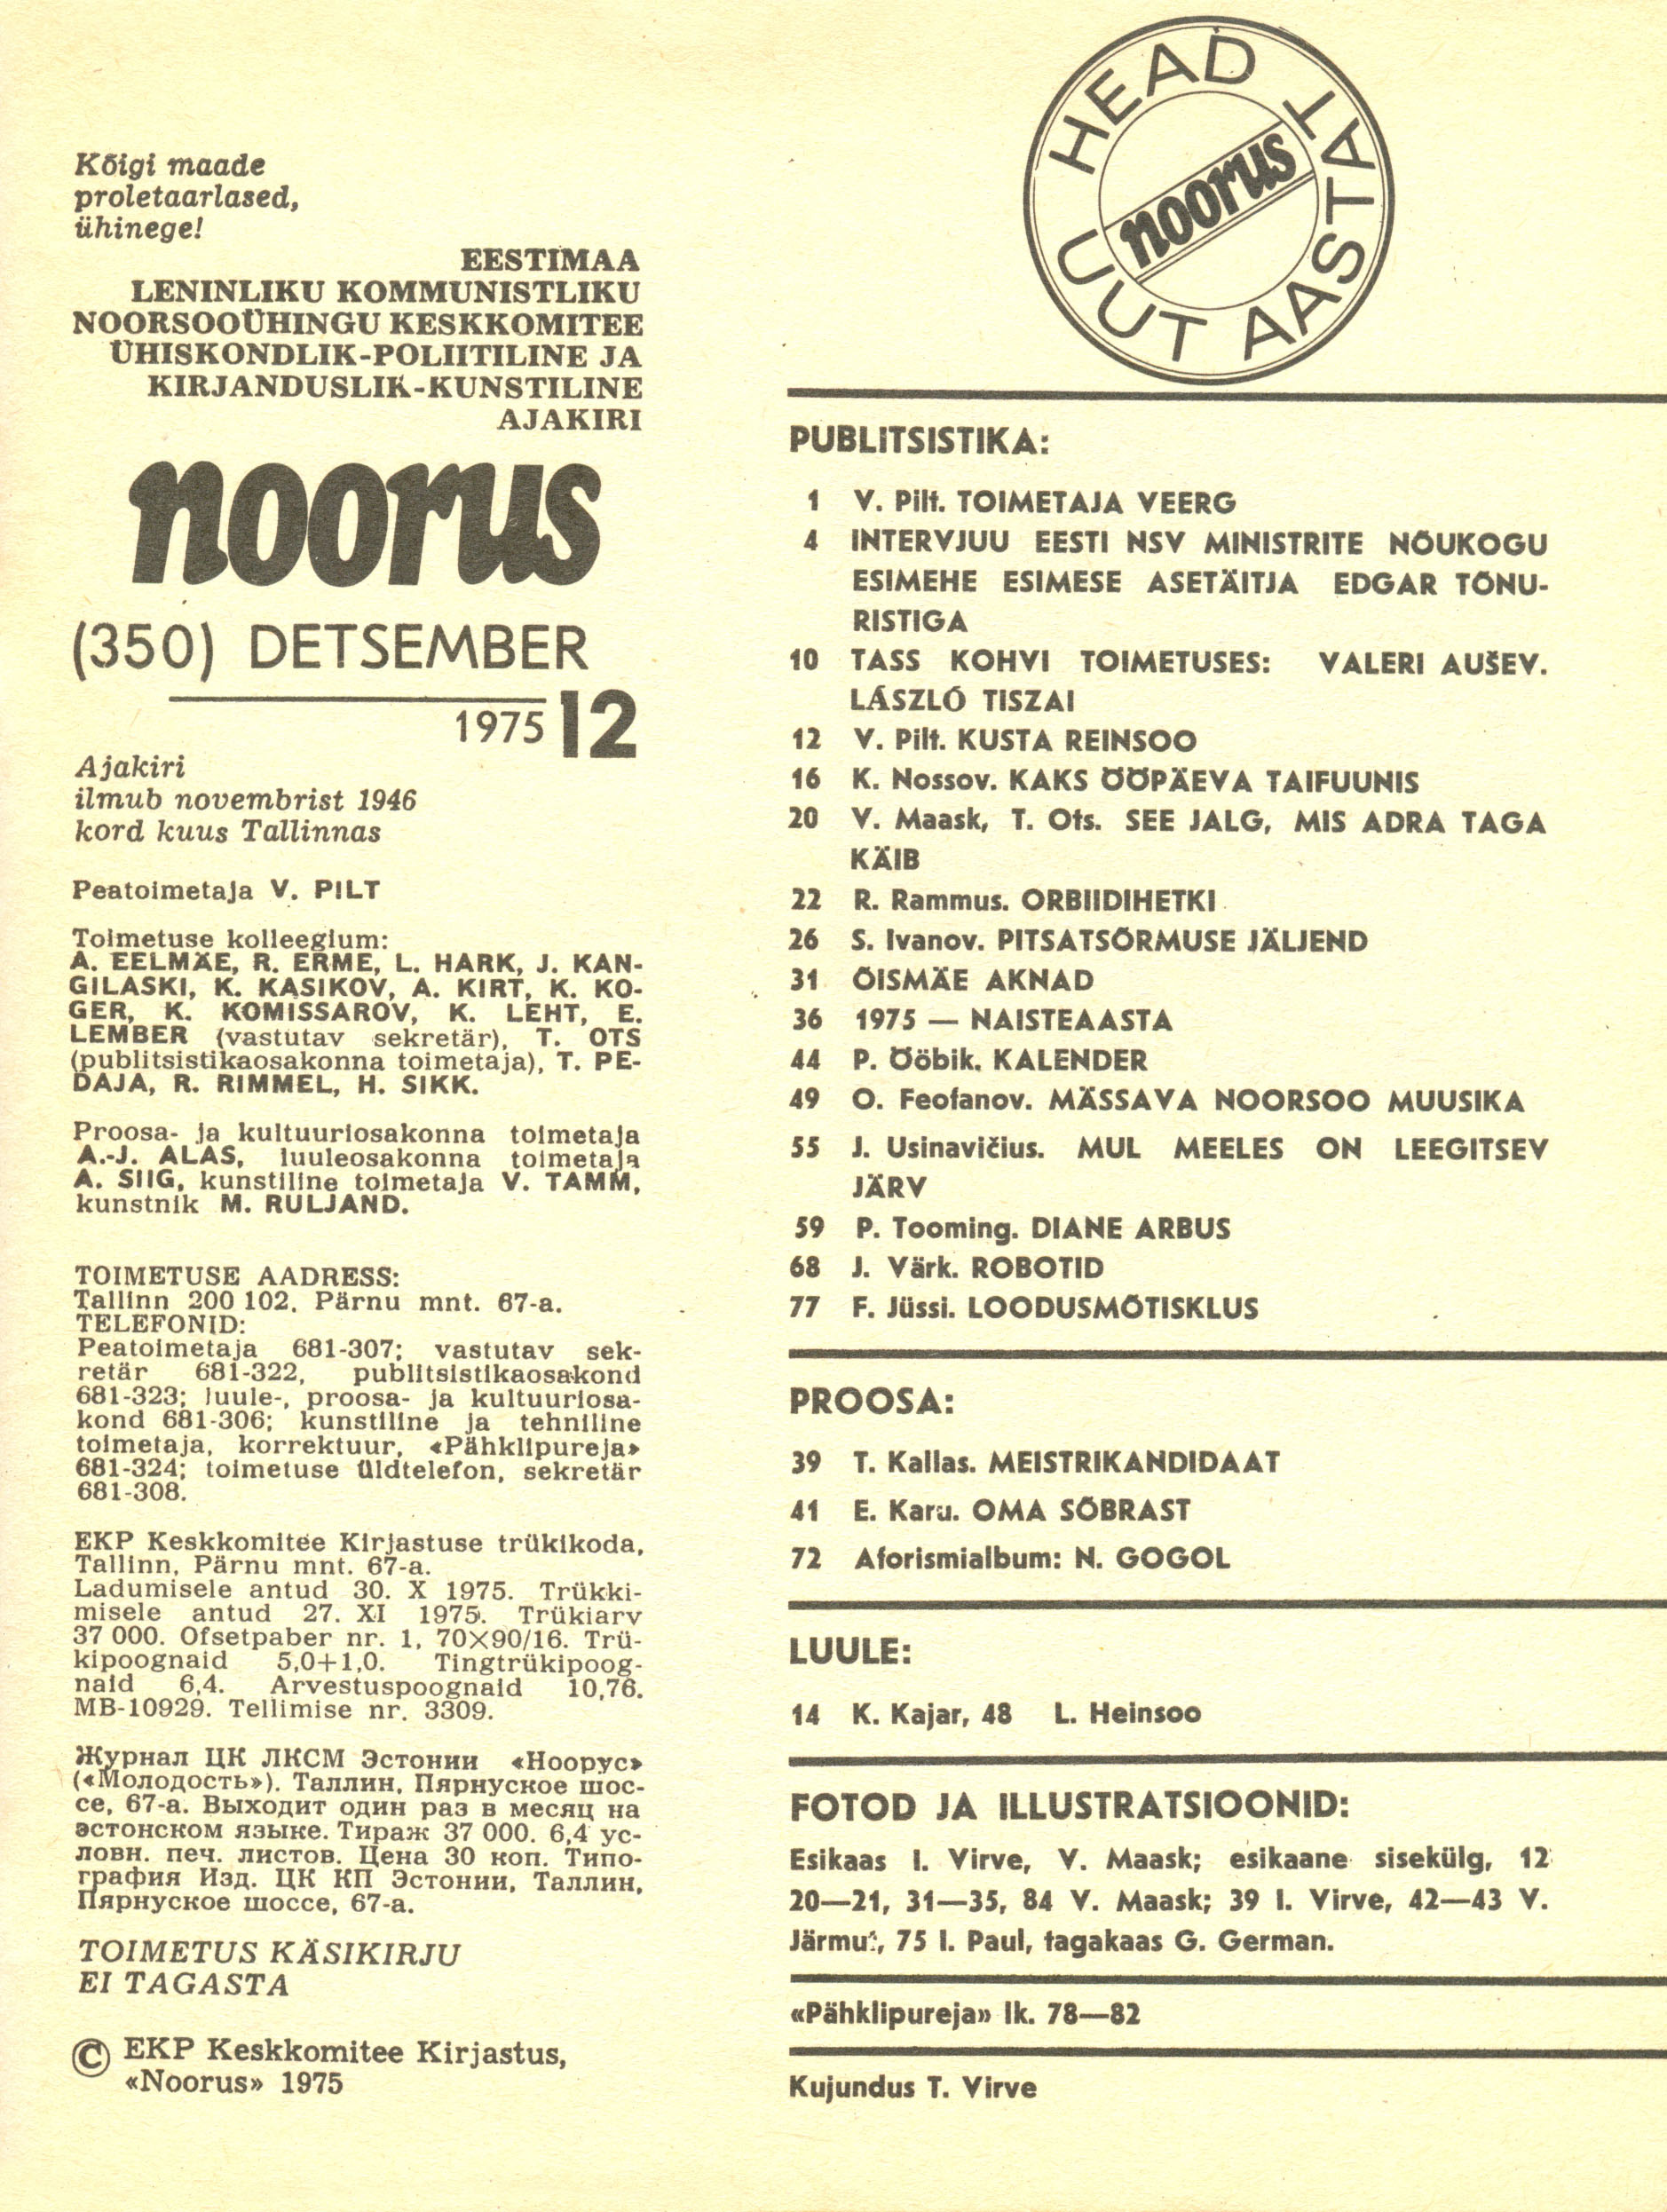 Kõigi maade
proletaarlased,
ühinege!
EESTIMAA
LENINLIKU KOMMUNISTLIKU
NOORSOOÜHINGU KESKKOMITEE
ÜHISKONDLIK-POLIITILINE JA
KIRJANDUSLIK-KUNSTILINE
AJAKIRI
noorus
(350) DETSEMBER
1975 12
Ajakiri
ilmub novembrist 1946
kord kuus Tallinnas
Peatoimetaja V. PILT
Toimetuse kolleegium:
A. EELMÄE, R. ERME, L. HARK, J. KAN-
GILASKI, K. KASIKOV, A. KIRT, K. KO-
GER, K. KOMISSAROV, K. LEHT, E.
LEMBER (vastutav sekretär), T. OTS
(publitsistikaosakonna toimetaja), T. PE-
DAJA, R. RIMMEL, H. SIKK.
Proosa- ja kultuuriosakonna toimetaja
A.-J. ALAS, luuleosakonna toimetaja
A. SIIG, kunstiline toimetaja V. TAMM,
kunstnik M. RULJAND.
TOIMETUSE AADRESS:
Tallinn 200 102, Pärnu mnt. 67-a.
TELEFONID:
Peatoimetaja 681-307; vastutav sek-
retär 681-322, publitsistikaosakond
681-323; luule-, proosa- ja kultuuriosa-
kond 681-306; kunstiline ja tehniline
toimetaja, korrektuur, «Pähklipureja»
681-324; toimetuse üldtelefon, sekretär
681-308.
EKP Keskkomitee Kirjastuse trükikoda,
Tallinn, Pärnu mnt. 67-a.
Ladumisele antud 30. X 1975. Trükki-
misele antud 27. XI 1975. Trükiarv
37 000. Ofsetpaber nr. 1, 70×90/16. Trü-
kipoognaid 5,0+1,0. Tingtrükipoog-
naid 6,4. Arvestuspoognaid 10,76.
MB-10929. Tellimise nr. 3309.
Журнал ЦК ЛКСМ Эстонии «Ноорус»
(«Молодость»). Таллин, Пярнуское шос-
се, 67-а. Выходит один раз в месяц на
эстонском языке. Тираж 37 000. 6,4 ус-
ловн. печ. листов. Цена 30 коп. Типо-
графия Изд. ЦК КП Эстонии, Таллин,
Пярнуское шоссе, 67-а.
TOIMETUS KÄSIKIRJU
EI TAGASTA
© EKP Keskkomitee Kirjastus,
«Noorus» 1975
HEAD UUT AASTAT
noorus
PUBLITSISTIKA:
1 V. Pilt. TOIMETAJA VEERG
4 INTERVJUU EESTI NSV MINISTRITE NÕUKOGU
ESIMEHE ESIMESE ASETÄITJA EDGAR TÕNU-
RISTIGA
10 TASS KOHVI TOIMETUSES: VALERI AUŠEV.
LÁSZLÓ TISZAI
12 V. Pilt. KUSTA REINSOO
16 K. Nossov. KAKS ÖÖPÄEVA TAIFUUNIS
20 V. Maask, T. Ots. SEE JALG, MIS ADRA TAGA
KÄIB
22 R. Rammus. ORBIIDIHETKI
26 S. Ivanov. PITSATSÕRMUSE JÄLJEND
31 ÕISMÄE AKNAD
36 1975 — NAISTEAASTA
44 P. Ööbik. KALENDER
49 O. Feofanov. MÄSSAVA NOORSOO MUUSIKA
55 J. Usinavičius. MUL MEELES ON LEEGITSEV
JÄRV
59 P. Tooming. DIANE ARBUS
68 J. Värk. ROBOTID
77 F. Jüssi. LOODUSMÕTISKLUS
PROOSA:
39 T. Kallas. MEISTRIKANDIDAAT
41 E. Karu. OMA SÕBRAST
72 Aforismialbum: N. GOGOL
LUULE:
14 K. Kajar, 48 L. Heinsoo
FOTOD JA ILLUSTRATSIOONID:
Esikaas I. Virve, V. Maask; esikaane sisekülg, 12
20—21, 31—35, 84 V. Maask; 39 I. Virve, 42—43 V.
Järmut, 75 I. Paul, tagakaas G. German.
«Pähklipureja» lk. 78—82
Kujundus T. Virve